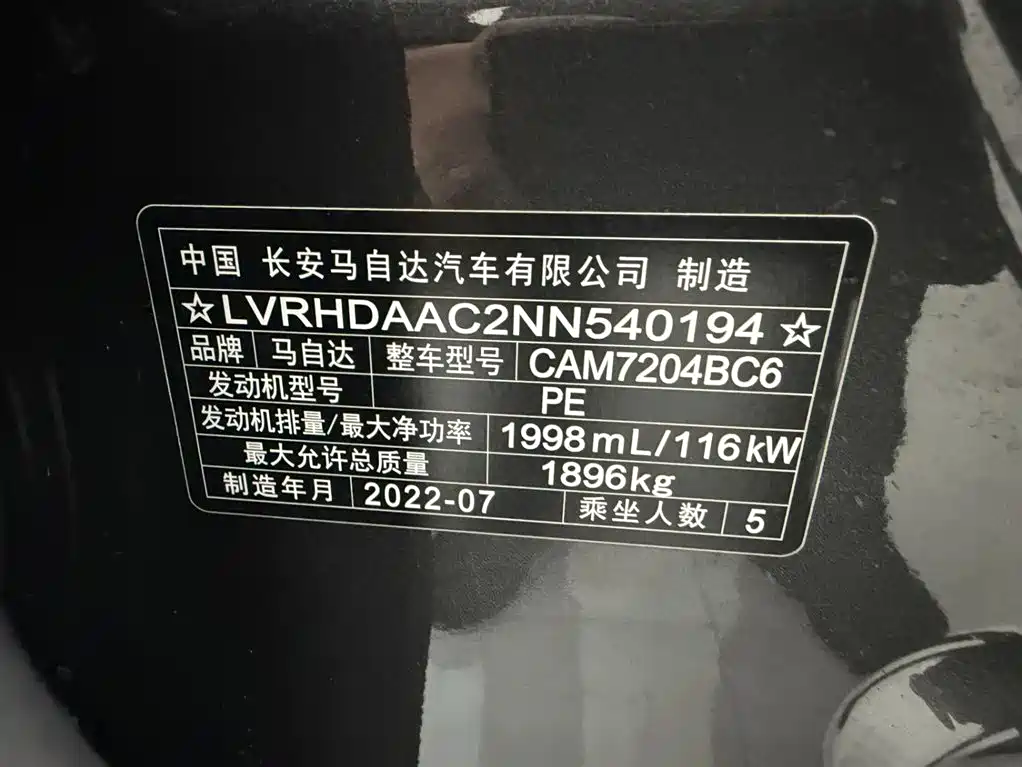 中国 长安马自达汽车有限公司 制造
☆LVRHDAAC2NN540194☆
品牌 马自达 整车型号 CAM7204BC6
发动机型号 PE
发动机排量/最大净功率 1998mL/116kW
最大允许总质量 1896kg
制造年月 2022-07 乘坐人数 5